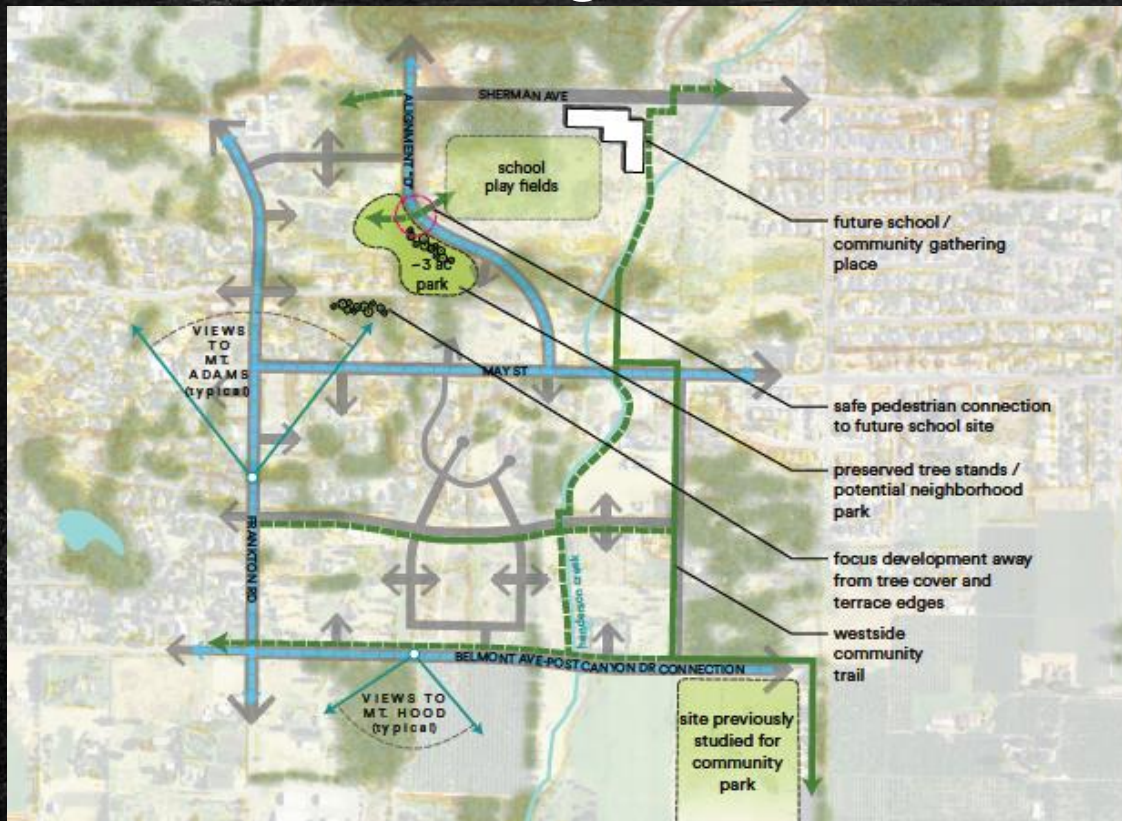 SHERMAN AVE
ALIGNMENT "D"
school
play fields
~3 ac
park
VIEWS
TO
MT.
ADAMS
(typical)
MAY ST
FRANKTON RD
henderson creek
BELMONT AVE-POST CANYON DR CONNECTION
VIEWS TO
MT. HOOD
(typical)
site previously
studied for
community
park
future school /
community gathering
place
safe pedestrian connection
to future school site
preserved tree stands /
potential neighborhood
park
focus development away
from tree cover and
terrace edges
westside
community
trail